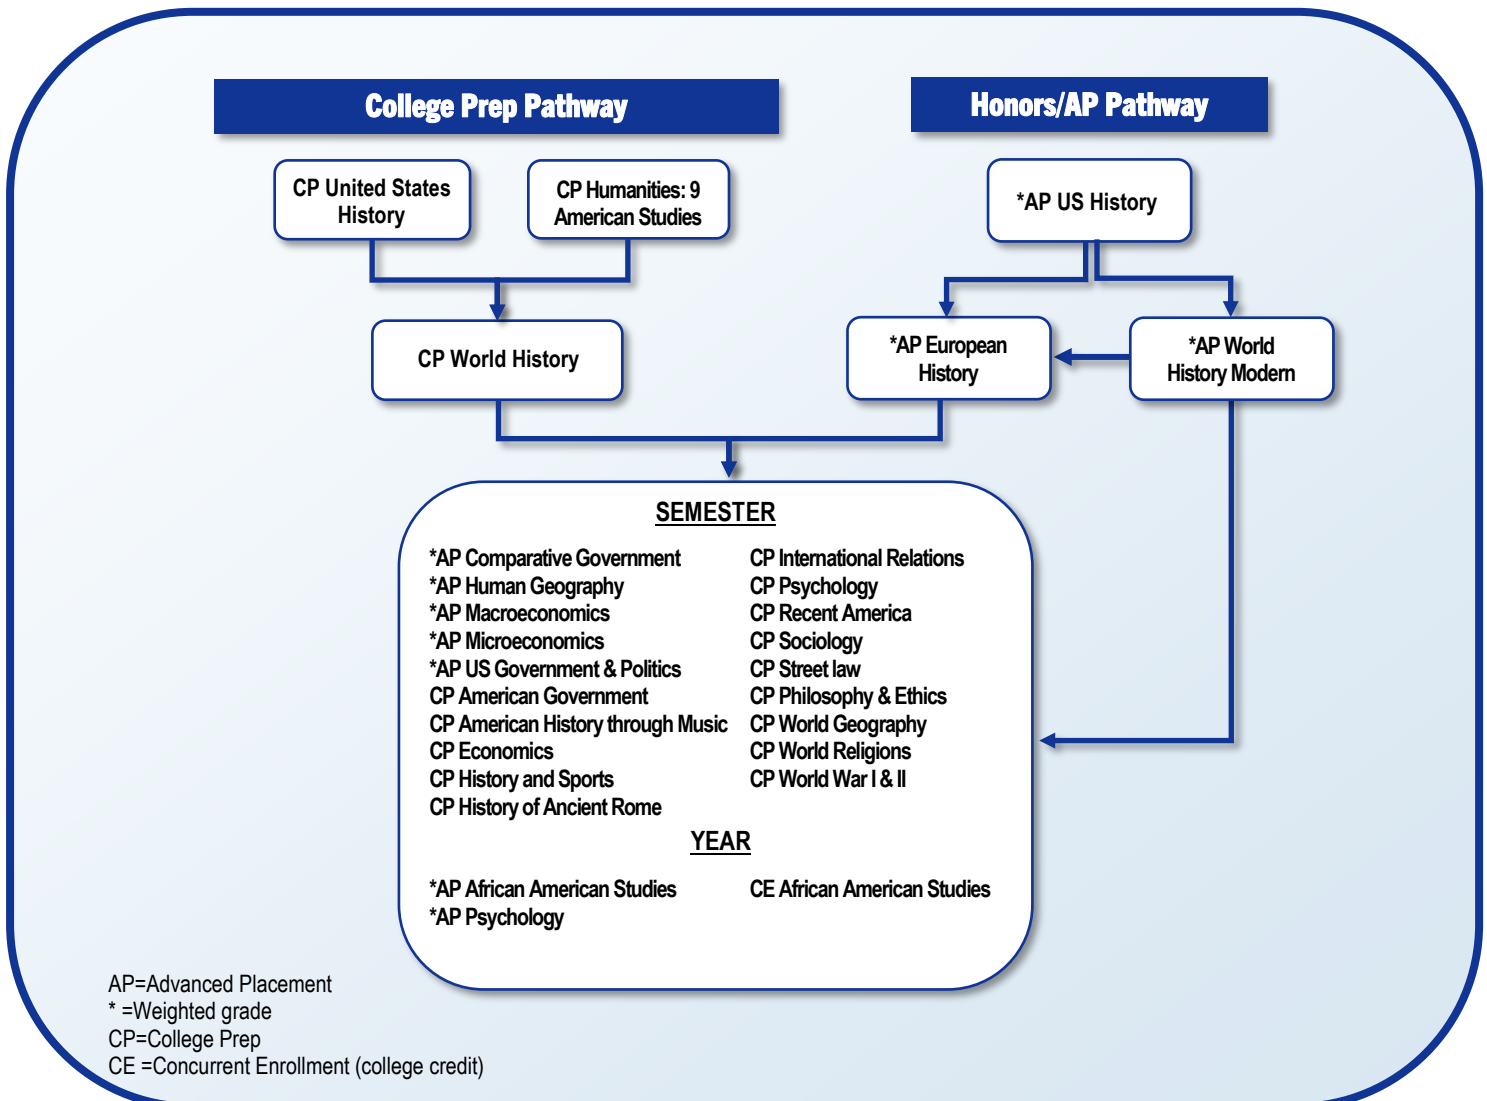 College Prep Pathway
Honors/AP Pathway
CP United States
History
CP Humanities: 9
American Studies
*AP US History
CP World History
*AP European
History
*AP World
History Modern
SEMESTER
*AP Comparative Government
*AP Human Geography
*AP Macroeconomics
*AP Microeconomics
*AP US Government & Politics
CP American Government
CP American History through Music
CP Economics
CP History and Sports
CP History of Ancient Rome
CP International Relations
CP Psychology
CP Recent America
CP Sociology
CP Street law
CP Philosophy & Ethics
CP World Geography
CP World Religions
CP World War I & II
YEAR
*AP African American Studies
*AP Psychology
CE African American Studies
AP=Advanced Placement
* =Weighted grade
CP=College Prep
CE =Concurrent Enrollment (college credit)